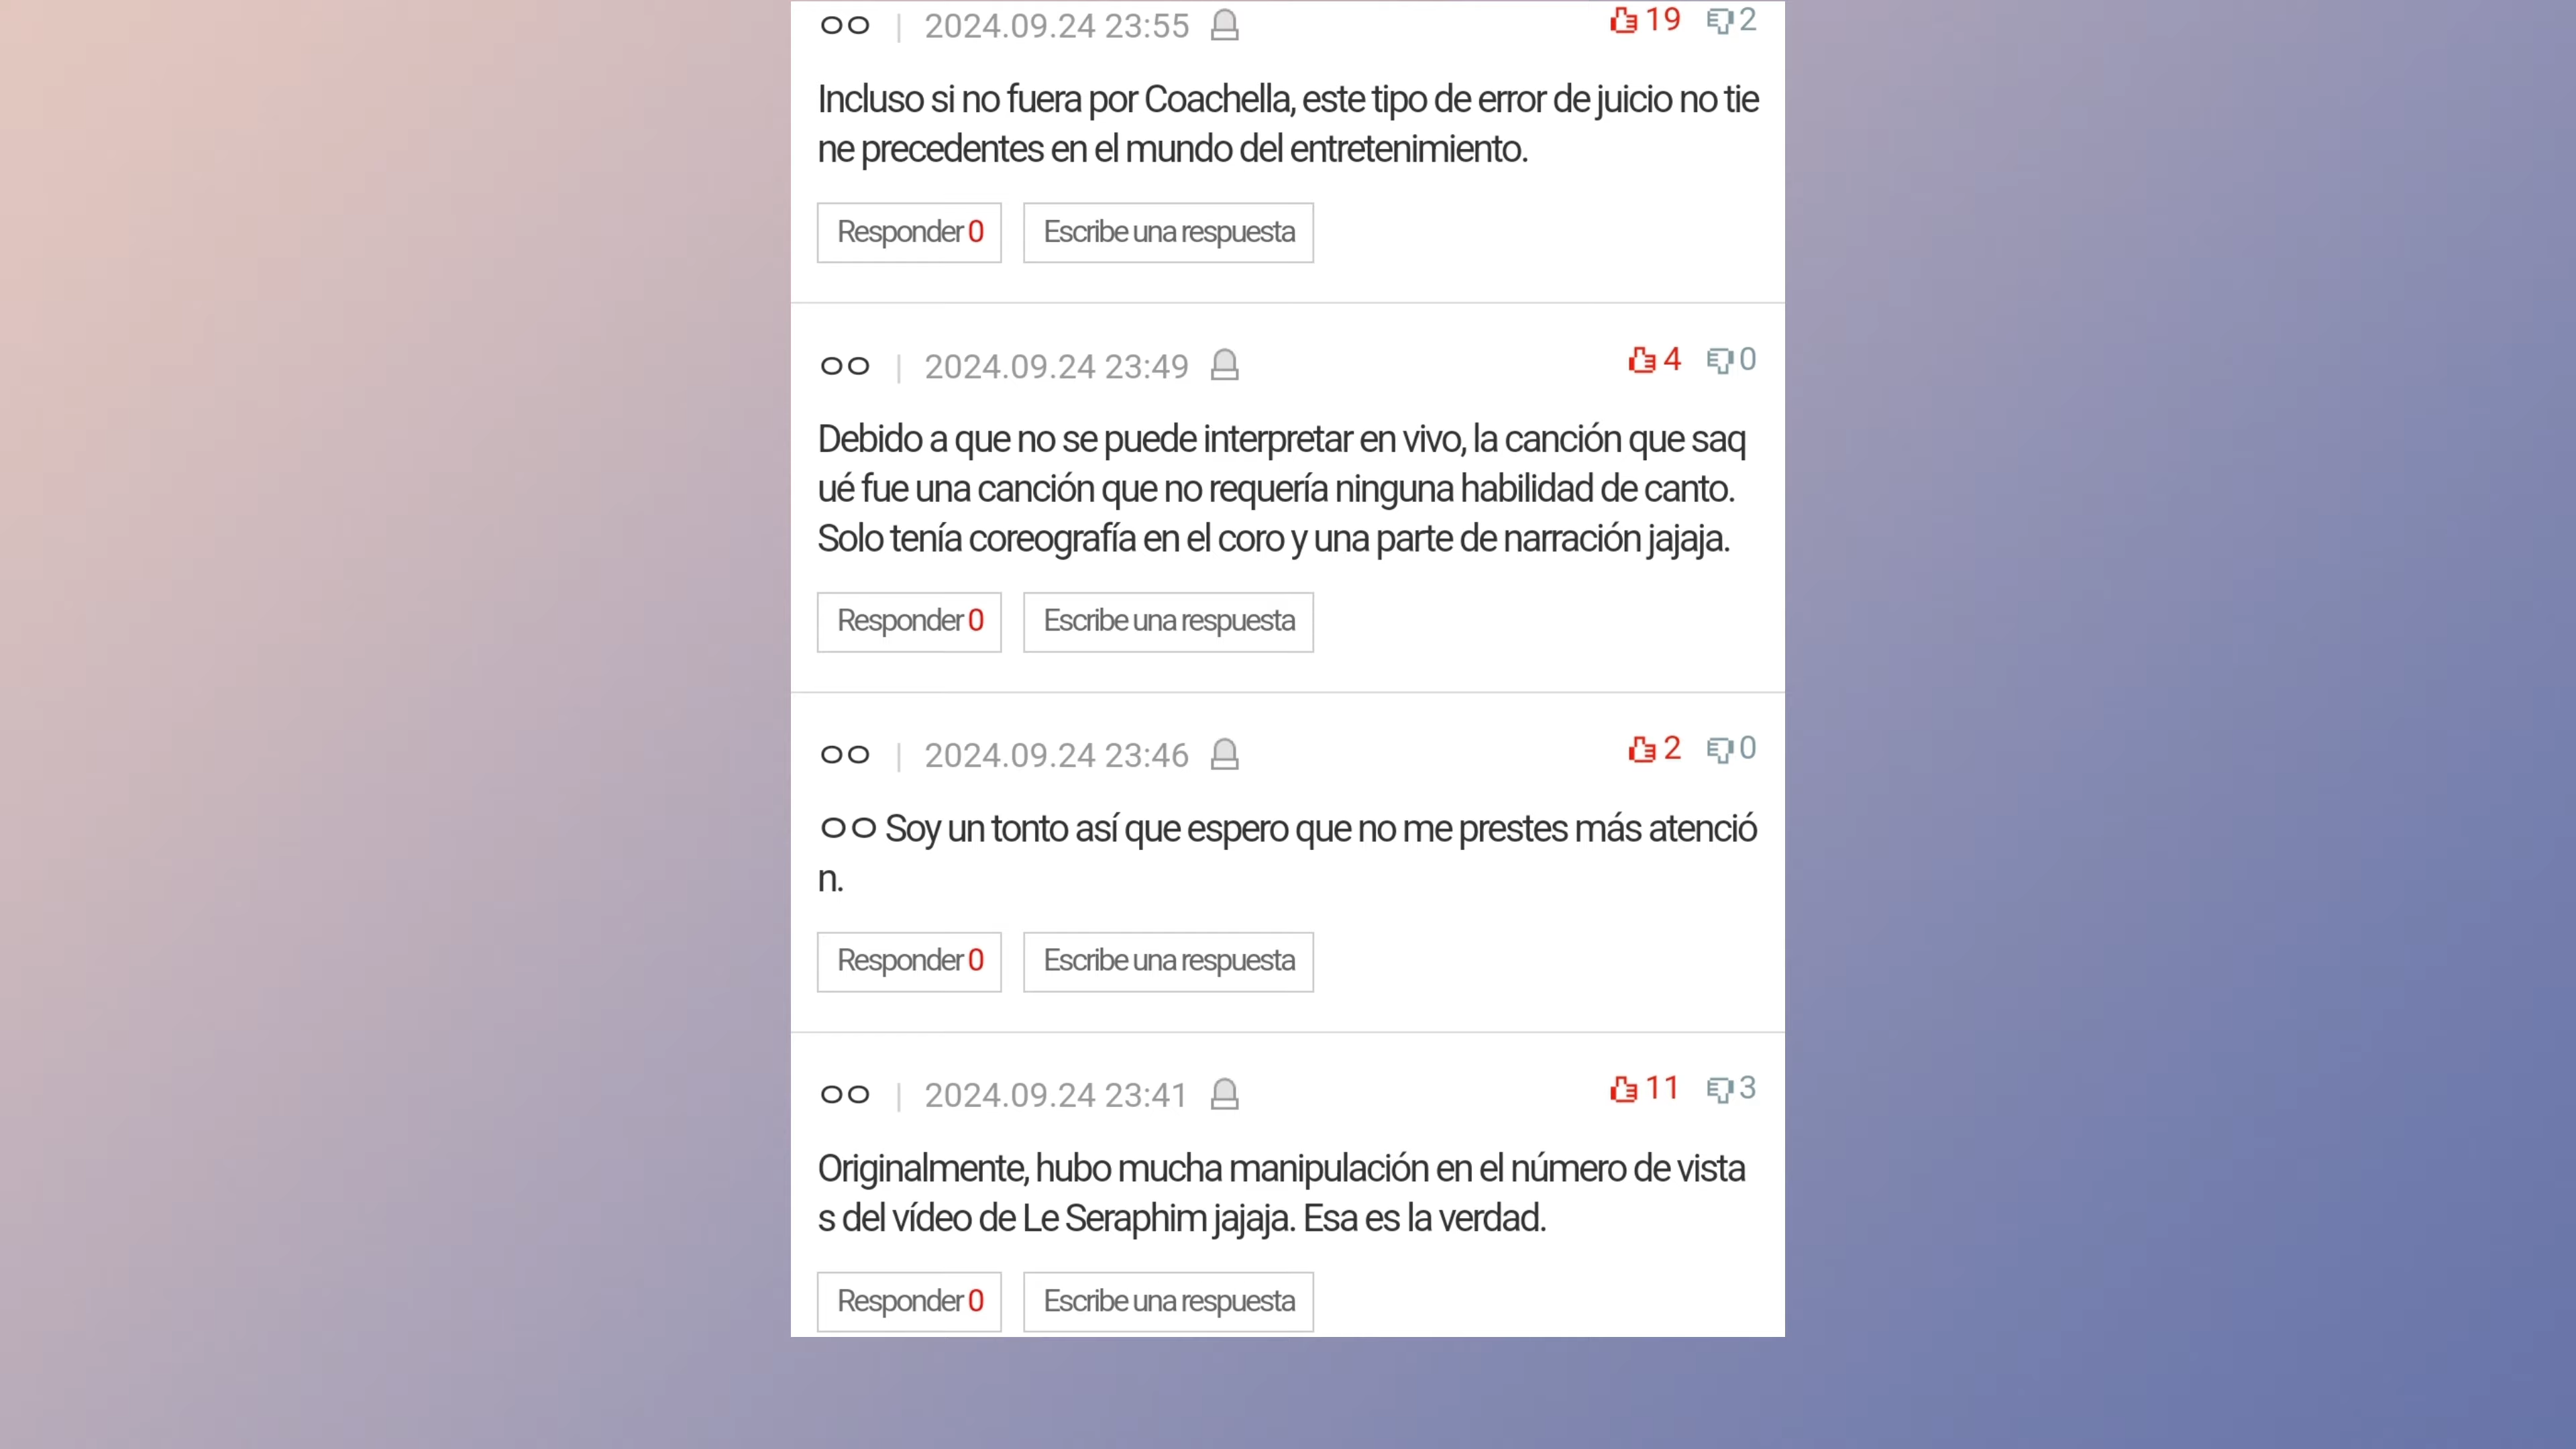 ㅇㅇ | 2024.09.24 23:55 19 2
Incluso si no fuera por Coachella, este tipo de error de juicio no tie
ne precedentes en el mundo del entretenimiento.
Responder 0 Escribe una respuesta
ㅇㅇ | 2024.09.24 23:49 4 0
Debido a que no se puede interpretar en vivo, la canción que saq
ué fue una canción que no requería ninguna habilidad de canto.
Solo tenía coreografía en el coro y una parte de narración jajaja.
Responder 0 Escribe una respuesta
ㅇㅇ | 2024.09.24 23:46 2 0
ㅇㅇ Soy un tonto así que espero que no me prestes más atenció
n.
Responder 0 Escribe una respuesta
ㅇㅇ | 2024.09.24 23:41 11 3
Originalmente, hubo mucha manipulación en el número de vista
s del vídeo de Le Seraphim jajaja. Esa es la verdad.
Responder 0 Escribe una respuesta